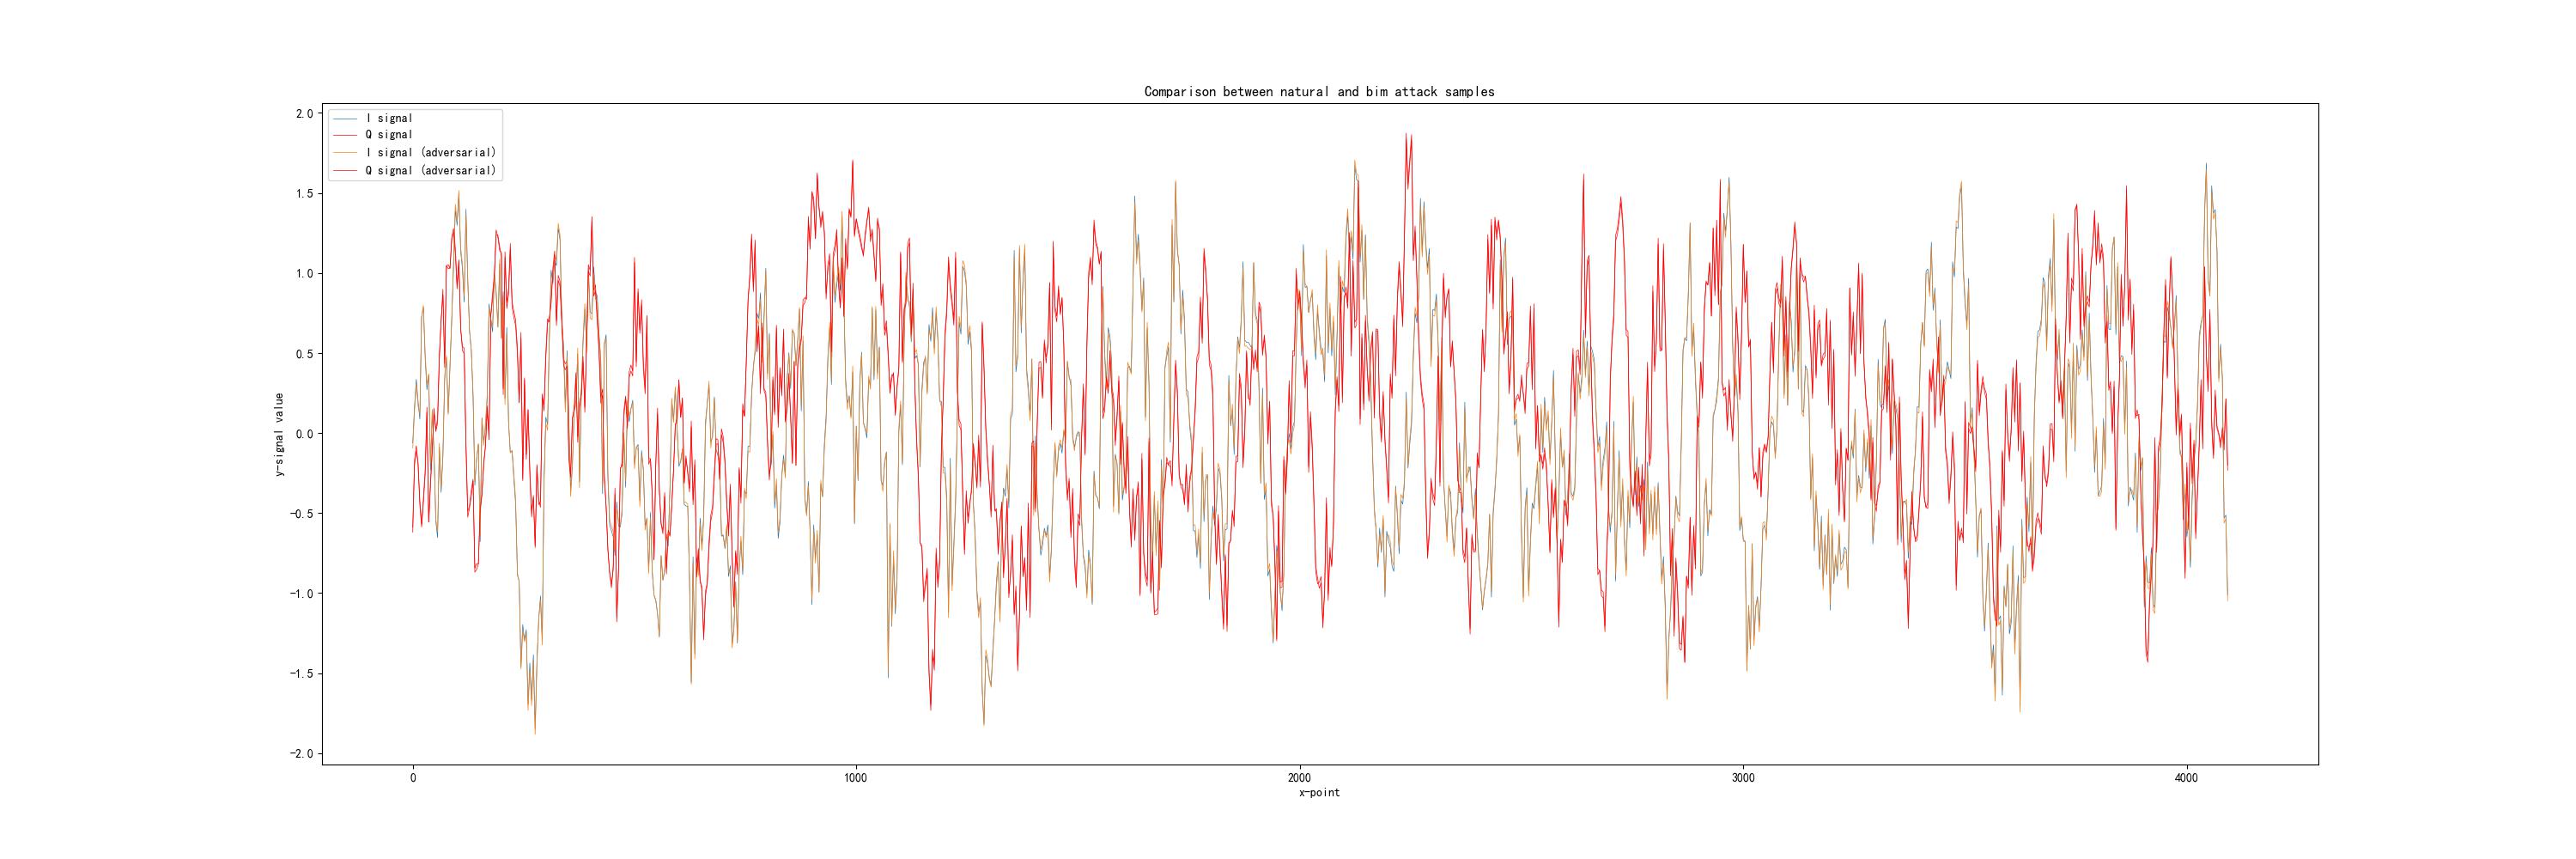 Comparison between natural and bim attack samples
I signal
Q signal
I signal (adversarial)
Q signal (adversarial)
y-signal value
2.0
1.5
1.0
0.5
0.0
-0.5
-1.0
-1.5
-2.0
0 1000 2000 3000 4000
x-point